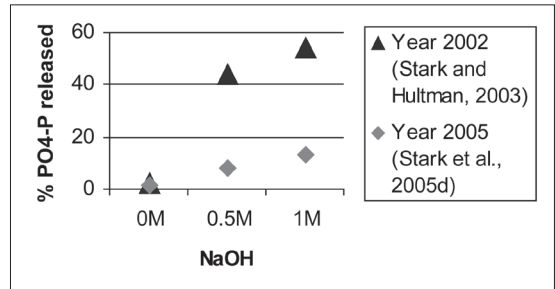 % PO4-P released
60
40
20
0
0M 0.5M 1M
NaOH
Year 2002
(Stark and
Hultman, 2003)
Year 2005
(Stark et al.,
2005d)